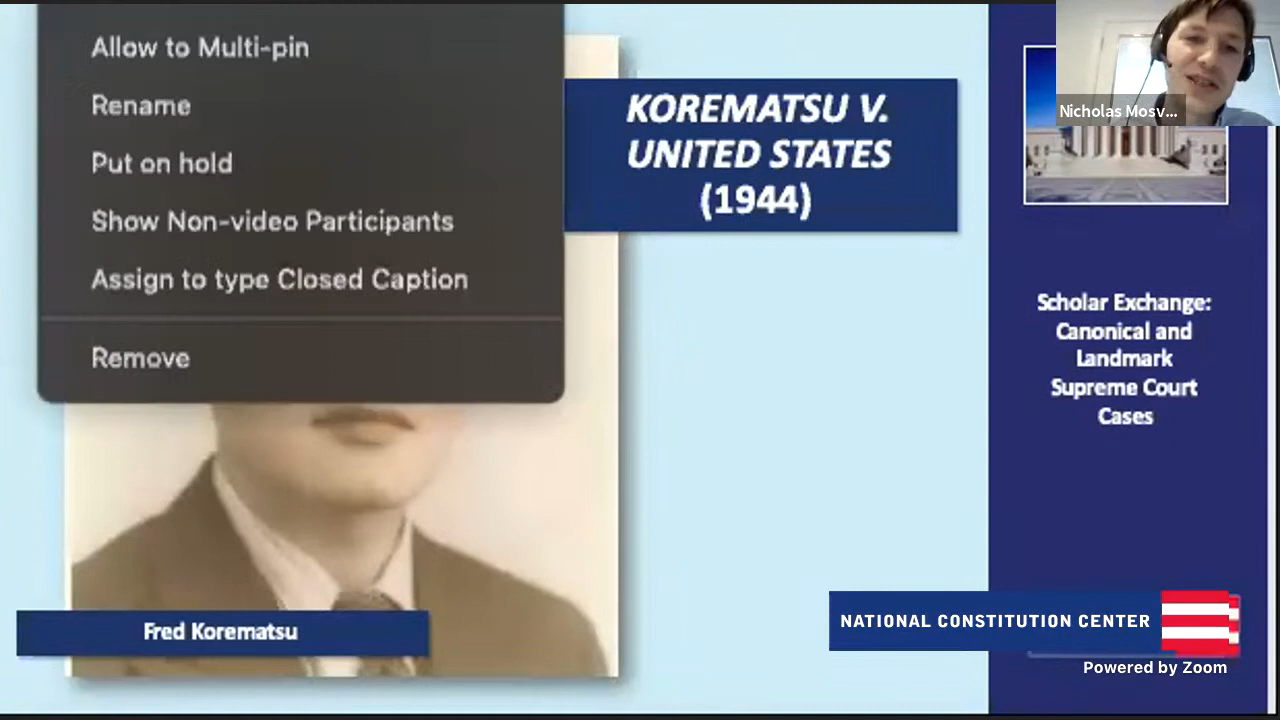 Allow to Multi-pin
Rename
Put on hold
Show Non-video Participants
Assign to type Closed Caption
Remove
KOREMATSU V.
UNITED STATES
(1944)
Nicholas Mosv...
Scholar Exchange:
Canonical and
Landmark
Supreme Court
Cases
Fred Korematsu
NATIONAL CONSTITUTION CENTER
Powered by Zoom